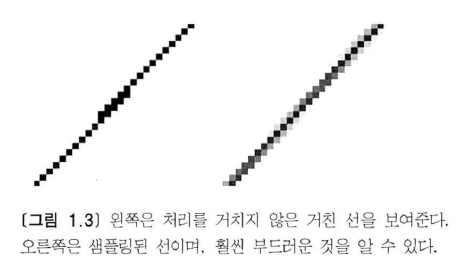 〔그림 1.3〕 왼쪽은 처리를 거치지 않은 거친 선을 보여준다.
오른쪽은 샘플링된 선이며, 훨씬 부드러운 것을 알 수 있다.